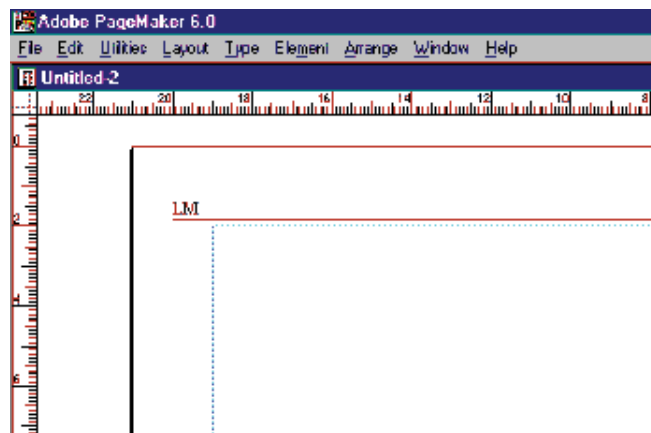 Adobe PageMaker 6.0
File Edit Utilities Layout Type Element Arrange Window Help
Untitled-2
22 20 18 16 14 12 10 8
0
LM
2
4
6